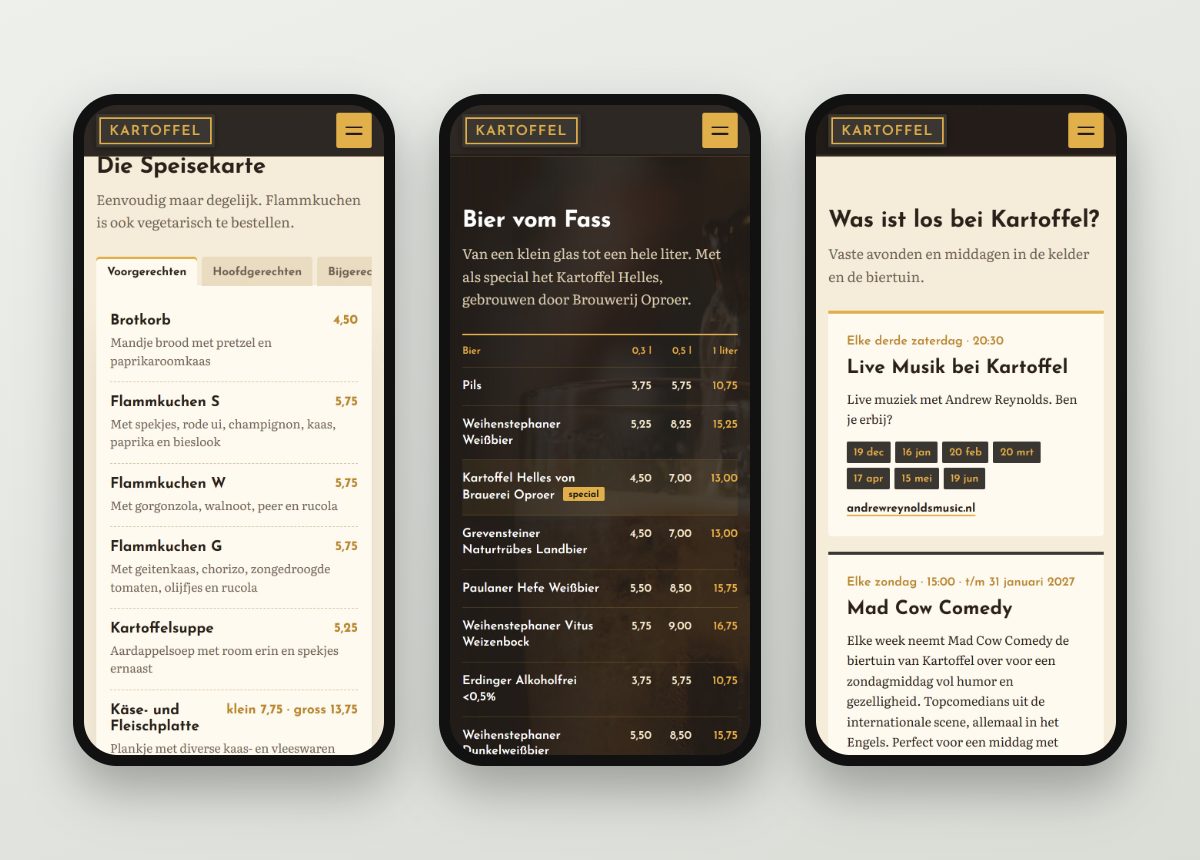 KARTOFFEL
Die Speisekarte
Eenvoudig maar degelijk. Flammkuchen
is ook vegetarisch te bestellen.
Voorgerechten Hoofdgerechten Bijgerec
Brotkorb 4,50
Mandje brood met pretzel en
paprikaroomkaas
Flammkuchen S 5,75
Met spekjes, rode ui, champignon, kaas,
paprika en bieslook
Flammkuchen W 5,75
Met gorgonzola, walnoot, peer en rucola
Flammkuchen G 5,75
Met geitenkaas, chorizo, zongedroogde
tomaten, olijfjes en rucola
Kartoffelsuppe 5,25
Aardappelsoep met room erin en spekjes
ernaast
Käse- und klein 7,75 · gross 13,75
Fleischplatte
Plankje met diverse kaas- en vleeswaren
KARTOFFEL
Bier vom Fass
Van een klein glas tot een hele liter. Met
als special het Kartoffel Helles,
gebrouwen door Brouwerij Oproer.
Bier 0,3 l 0,5 l 1 liter
Pils 3,75 5,75 10,75
Weihenstephaner 5,25 8,25 15,25
Weißbier
Kartoffel Helles von 4,50 7,00 13,00
Brauerei Oproer special
Grevensteiner 4,50 7,00 13,00
Naturtrübes Landbier
Paulaner Hefe Weißbier 5,50 8,50 15,75
Weihenstephaner Vitus 5,75 9,00 16,75
Weizenbock
Erdinger Alkoholfrei 3,75 5,75 10,75
<0,5%
Weihenstephaner 5,50 8,50 15,75
Dunkelweißbier
KARTOFFEL
Was ist los bei Kartoffel?
Vaste avonden en middagen in de kelder
en de biertuin.
Elke derde zaterdag · 20:30
Live Musik bei Kartoffel
Live muziek met Andrew Reynolds. Ben
je erbij?
19 dec 16 jan 20 feb 20 mrt
17 apr 15 mei 19 jun
andrewreynoldsmusic.nl
Elke zondag · 15:00 · t/m 31 januari 2027
Mad Cow Comedy
Elke week neemt Mad Cow Comedy de
biertuin van Kartoffel over voor een
zondagmiddag vol humor en
gezelligheid. Topcomedians uit de
internationale scene, allemaal in het
Engels. Perfect voor een middag met